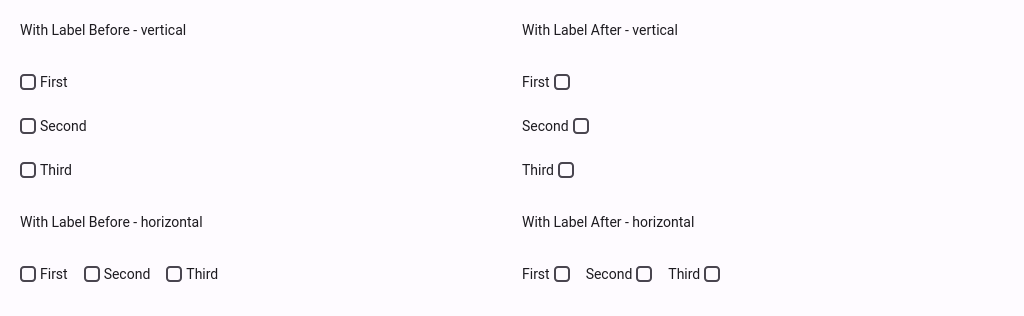 With Label Before - vertical
First
Second
Third
With Label Before - horizontal
First Second Third
With Label After - vertical
First
Second
Third
With Label After - horizontal
First Second Third